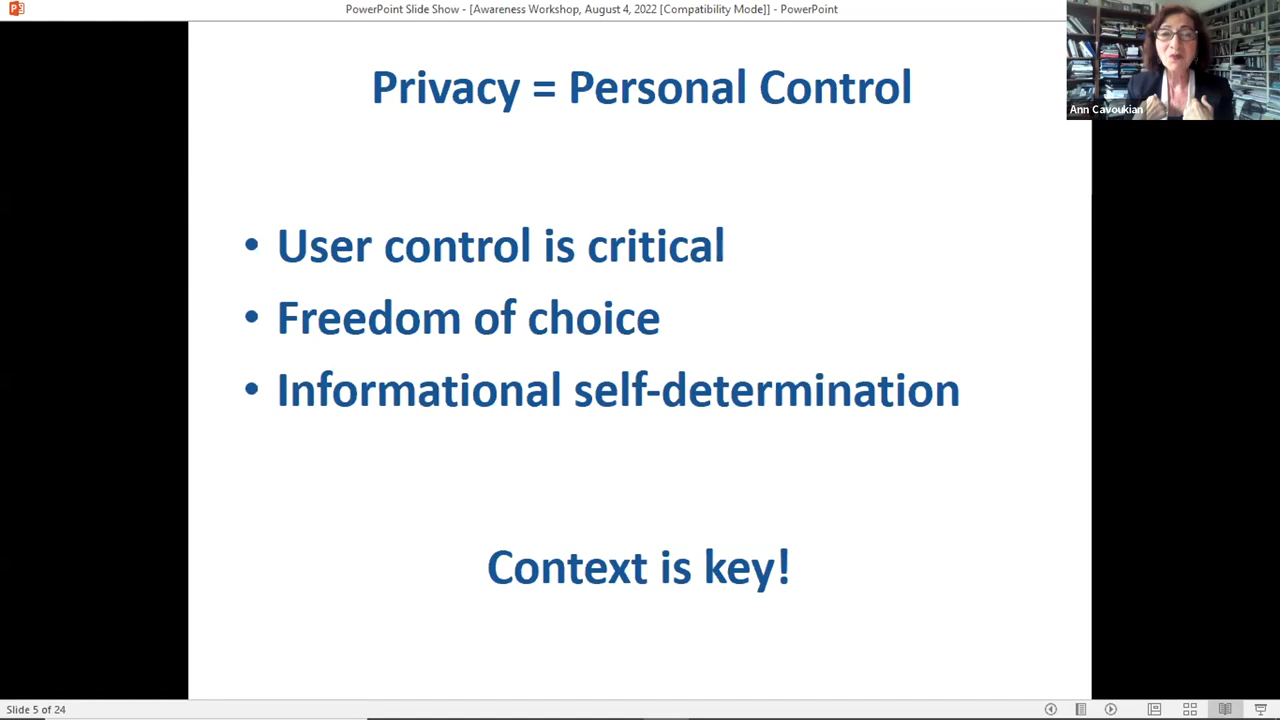 PowerPoint Slide Show - [Awareness Workshop, August 4, 2022 [Compatibility Mode]] - PowerPoint
Ann Cavoukian
Privacy = Personal Control
• User control is critical
• Freedom of choice
• Informational self-determination
Context is key!
Slide 5 of 24